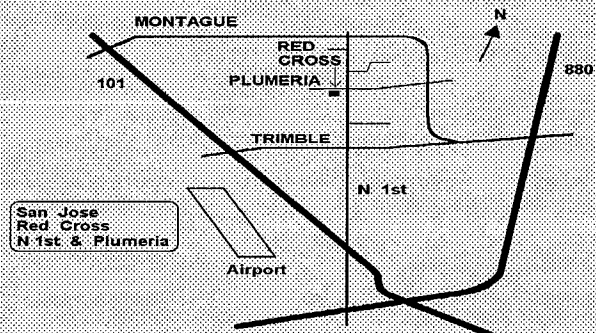 MONTAGUE
N
RED
CROSS
880
101
PLUMERIA
TRIMBLE
N 1st
San Jose
Red Cross
N 1st & Plumeria
Airport